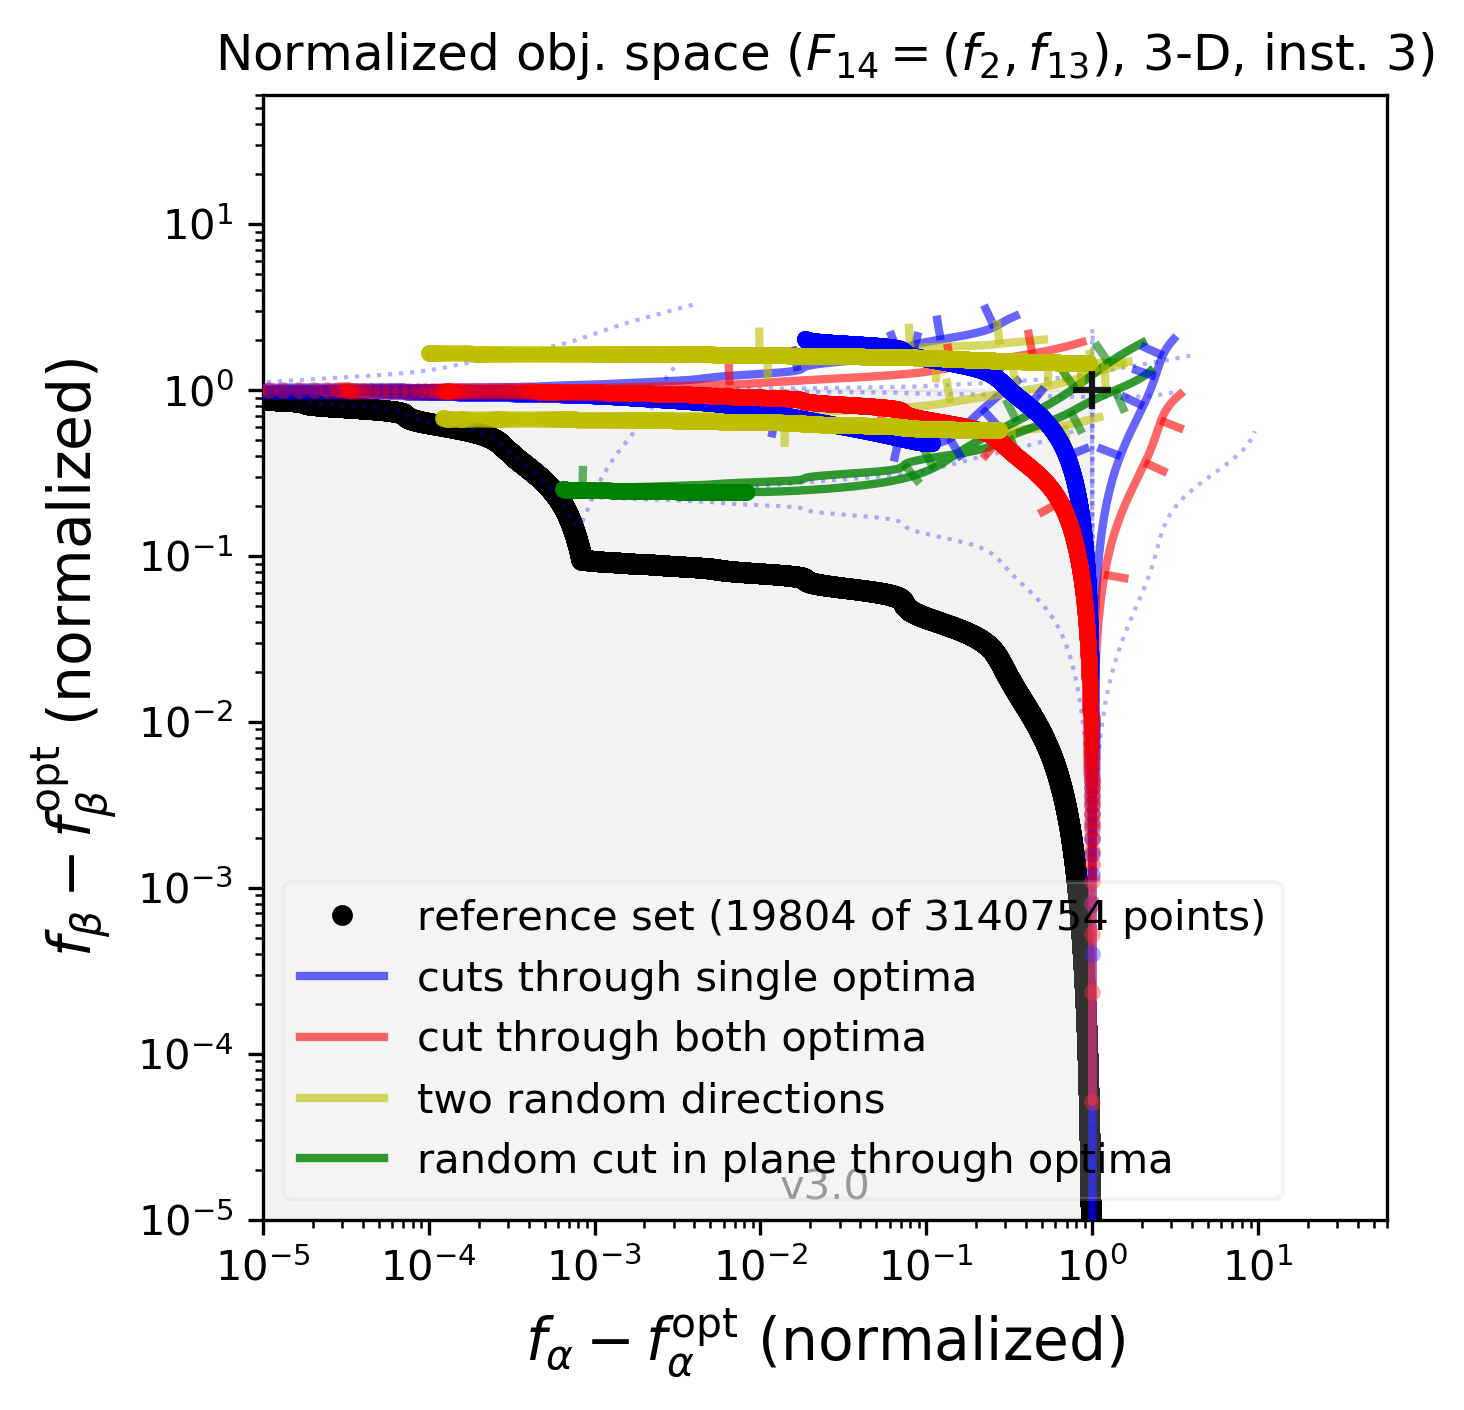 Normalized obj. space (F₁₄ = (f₂, f₁₃), 3-D, inst. 3)
f_β − f_β^opt (normalized)
10¹
10⁰
10⁻¹
10⁻²
10⁻³
10⁻⁴
10⁻⁵
reference set (19804 of 3140754 points)
cuts through single optima
cut through both optima
two random directions
random cut in plane through optima
v3.0
10⁻⁵ 10⁻⁴ 10⁻³ 10⁻² 10⁻¹ 10⁰ 10¹
f_α − f_α^opt (normalized)